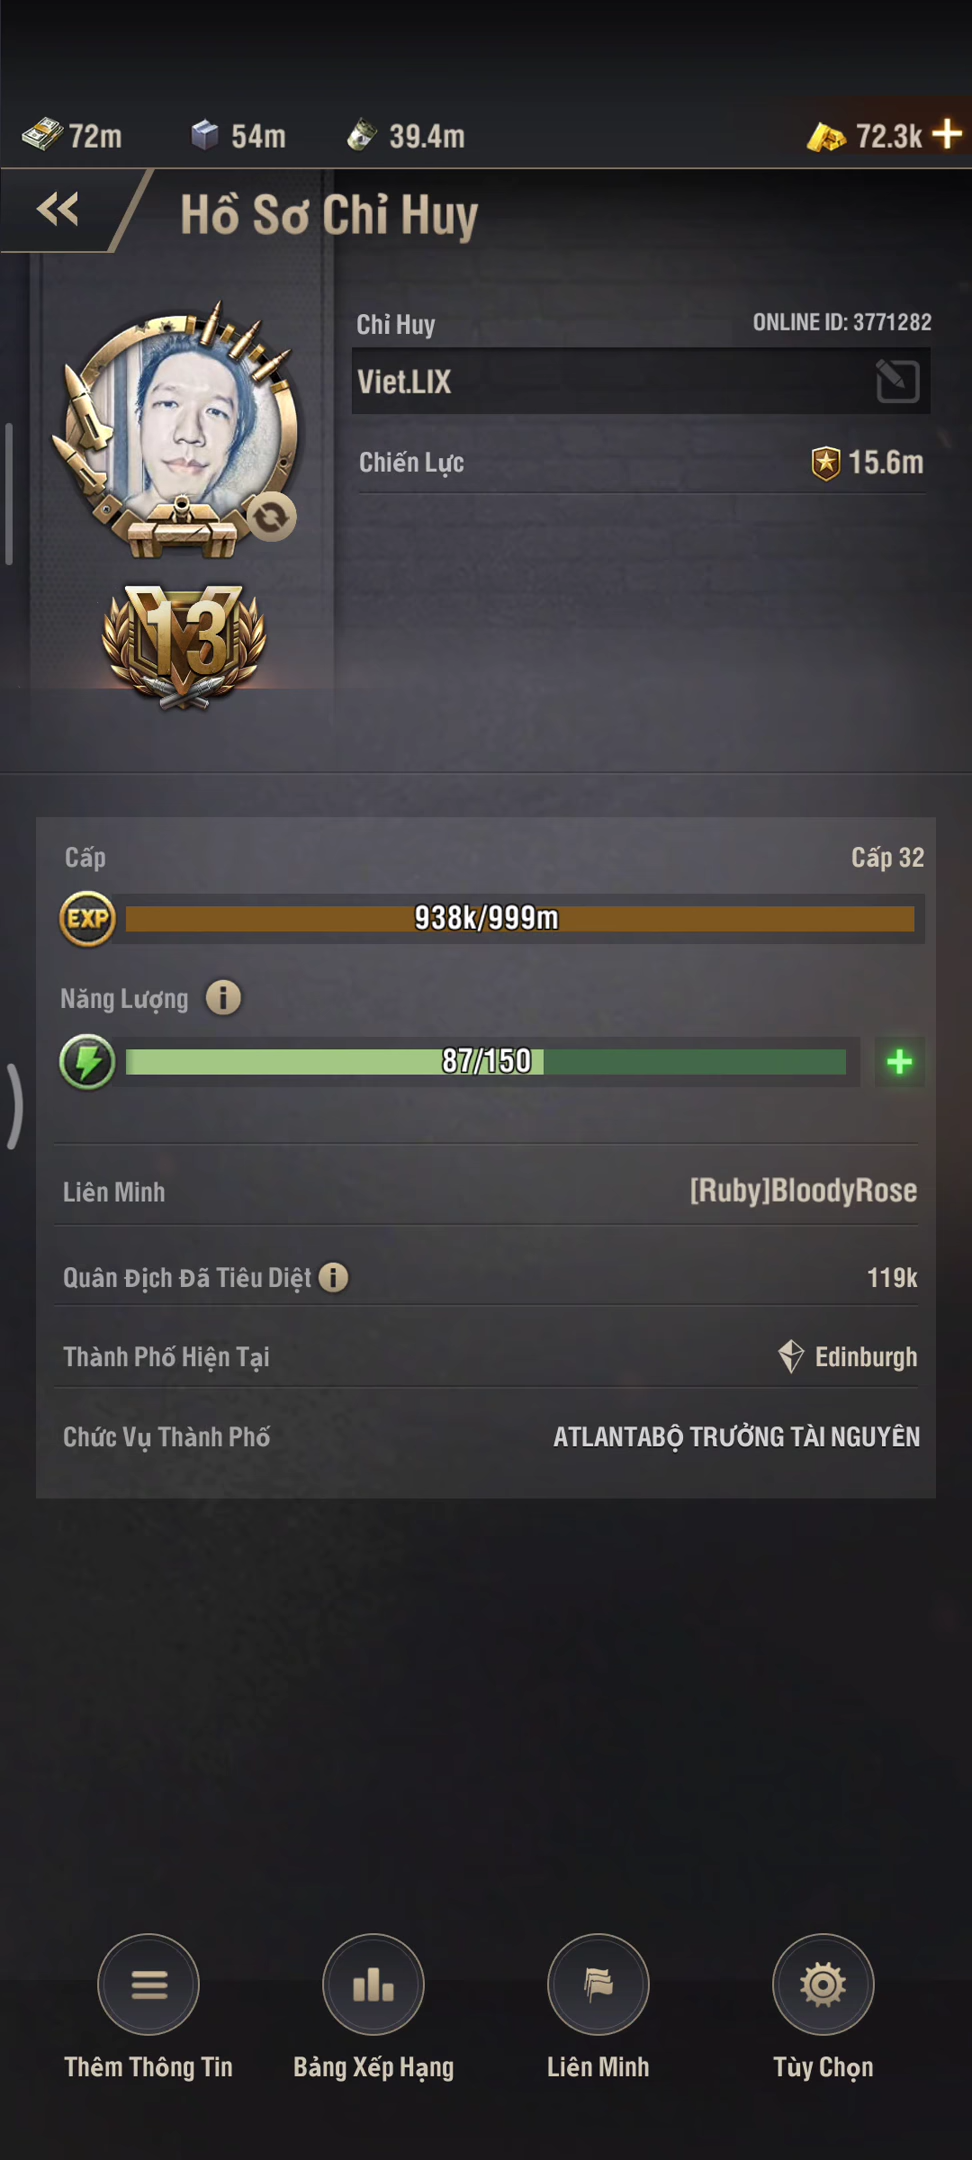 72m 54m 39.4m 72.3k
Hồ Sơ Chỉ Huy
Chỉ Huy ONLINE ID: 3771282
Viet.LIX
Chiến Lực 15.6m
13
Cấp Cấp 32
EXP 938k/999m
Năng Lượng
87/150
Liên Minh [Ruby]BloodyRose
Quân Địch Đã Tiêu Diệt 119k
Thành Phố Hiện Tại Edinburgh
Chức Vụ Thành Phố ATLANTABỘ TRƯỞNG TÀI NGUYÊN
Thêm Thông Tin Bảng Xếp Hạng Liên Minh Tùy Chọn